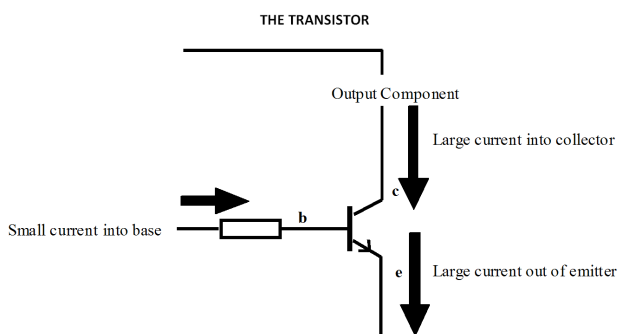 THE TRANSISTOR
Output Component
Large current into collector
c
b
Small current into base
e
Large current out of emitter